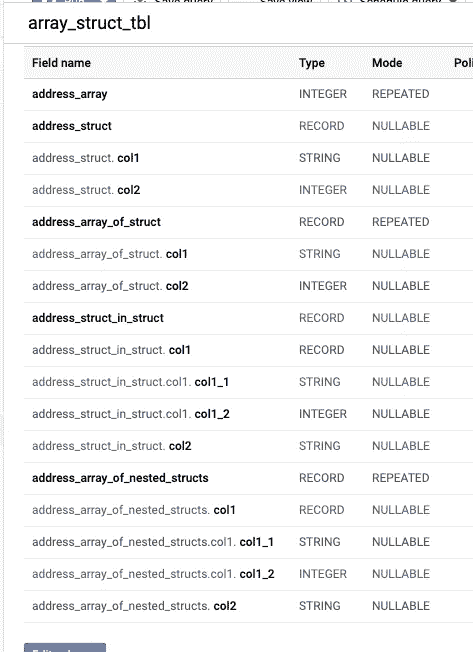 array_struct_tbl
Field name Type Mode
address_array INTEGER REPEATED
address_struct RECORD NULLABLE
address_struct. col1 STRING NULLABLE
address_struct. col2 INTEGER NULLABLE
address_array_of_struct RECORD REPEATED
address_array_of_struct. col1 STRING NULLABLE
address_array_of_struct. col2 INTEGER NULLABLE
address_struct_in_struct RECORD NULLABLE
address_struct_in_struct. col1 RECORD NULLABLE
address_struct_in_struct.col1. col1_1 STRING NULLABLE
address_struct_in_struct.col1. col1_2 INTEGER NULLABLE
address_struct_in_struct. col2 STRING NULLABLE
address_array_of_nested_structs RECORD REPEATED
address_array_of_nested_structs. col1 RECORD NULLABLE
address_array_of_nested_structs.col1. col1_1 STRING NULLABLE
address_array_of_nested_structs.col1. col1_2 INTEGER NULLABLE
address_array_of_nested_structs. col2 STRING NULLABLE